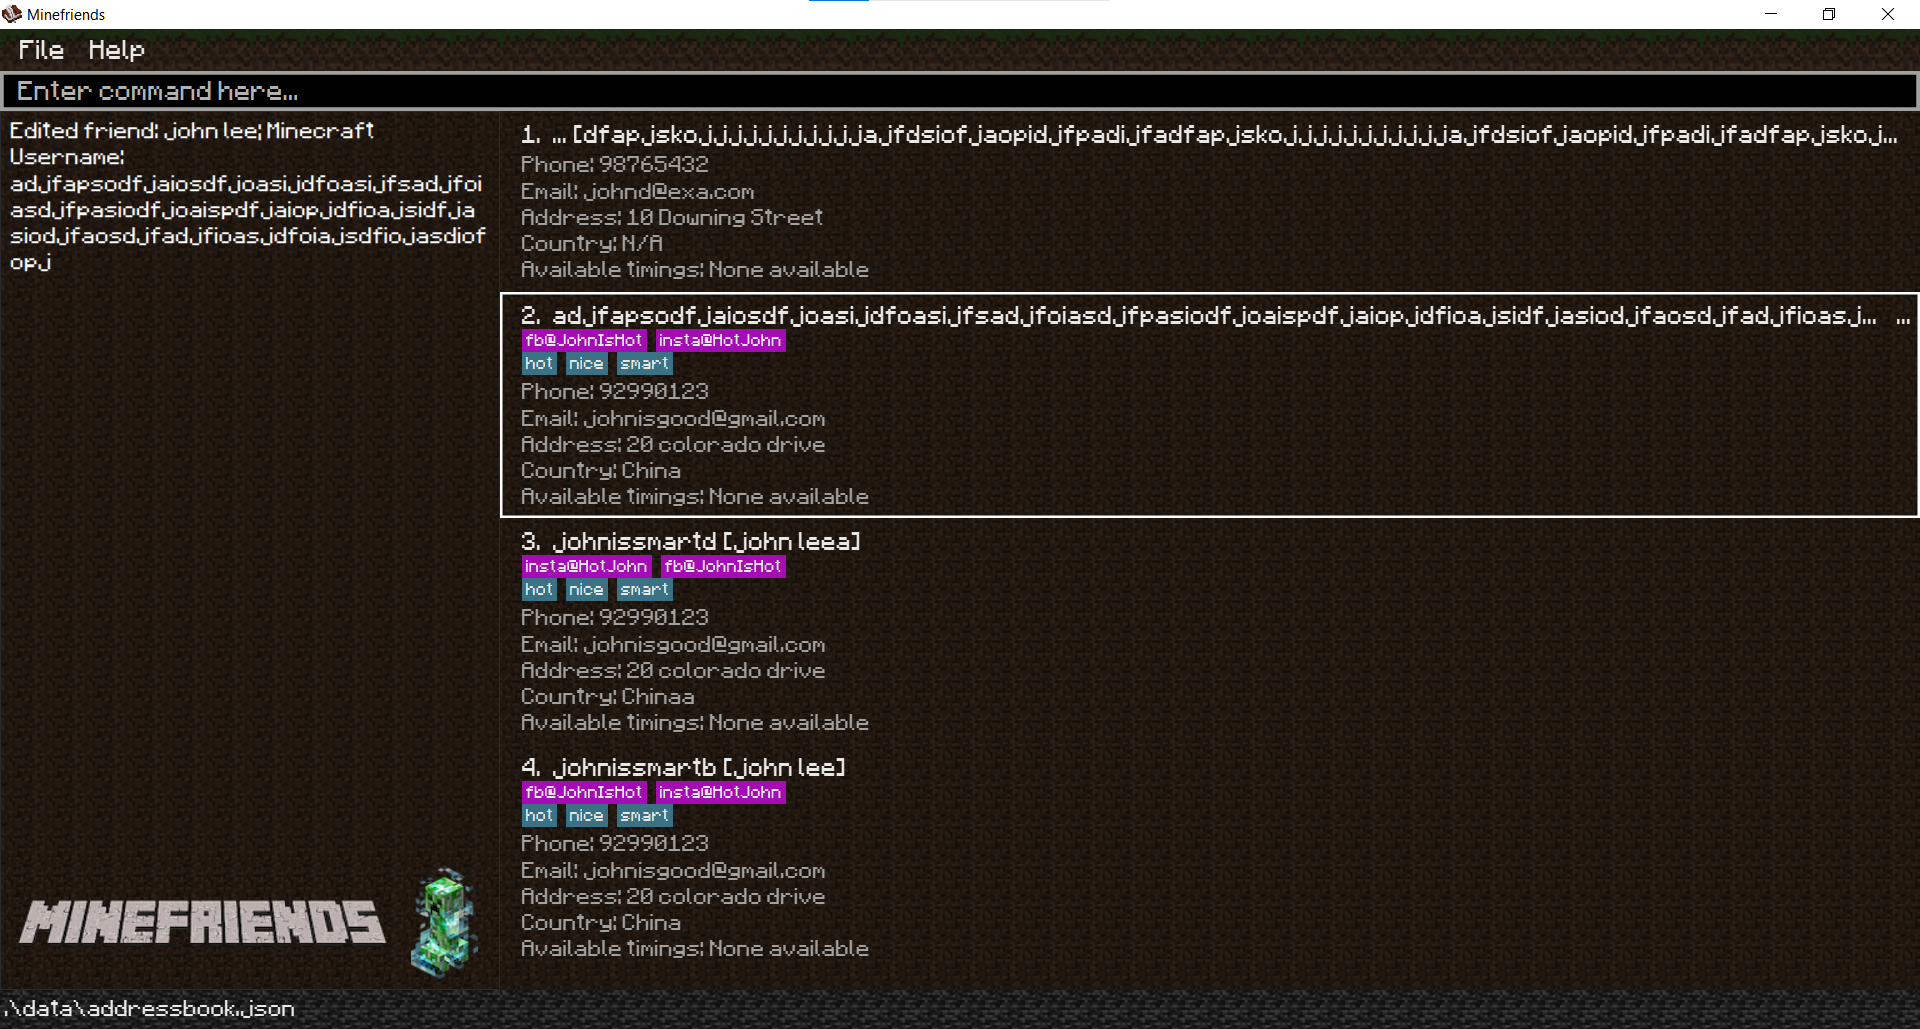 Minefriends
File Help
Enter command here...
Edited friend: john lee; Minecraft
Username:
adjfapsodfjaiosdfjoasijdfoasijfsadjfoi
asdjfpasiodfjoaispdfjaiopjdfioajsidfja
siodjfaosdjfadjfioasjdfoiajsdfiojasdiof
opj
1. ... [dfapjskojjjjjjjjjjjajfdsiofjaopidjfpadijfadfapjskojjjjjjjjjjjajfdsiofjaopidjfpadijfadfapjskoj...
Phone: 98765432
Email: johnd@exa.com
Address: 10 Downing Street
Country: N/A
Available timings: None available
2. adjfapsodfjaiosdfjoasijdfoasijfsadjfoiasdjfpasiodfjoaispdfjaiopjdfioajsidfjasiodjfaosdjfadjfioasj... ...
fb@JohnIsHot insta@HotJohn
hot nice smart
Phone: 92990123
Email: johnisgood@gmail.com
Address: 20 colorado drive
Country: China
Available timings: None available
3. johnissmartd [john leea]
insta@HotJohn fb@JohnIsHot
hot nice smart
Phone: 92990123
Email: johnisgood@gmail.com
Address: 20 colorado drive
Country: Chinaa
Available timings: None available
4. johnissmartb [john lee]
fb@JohnIsHot insta@HotJohn
hot nice smart
Phone: 92990123
Email: johnisgood@gmail.com
Address: 20 colorado drive
Country: China
Available timings: None available
MINEFRIENDS
.\data\addressbook.json